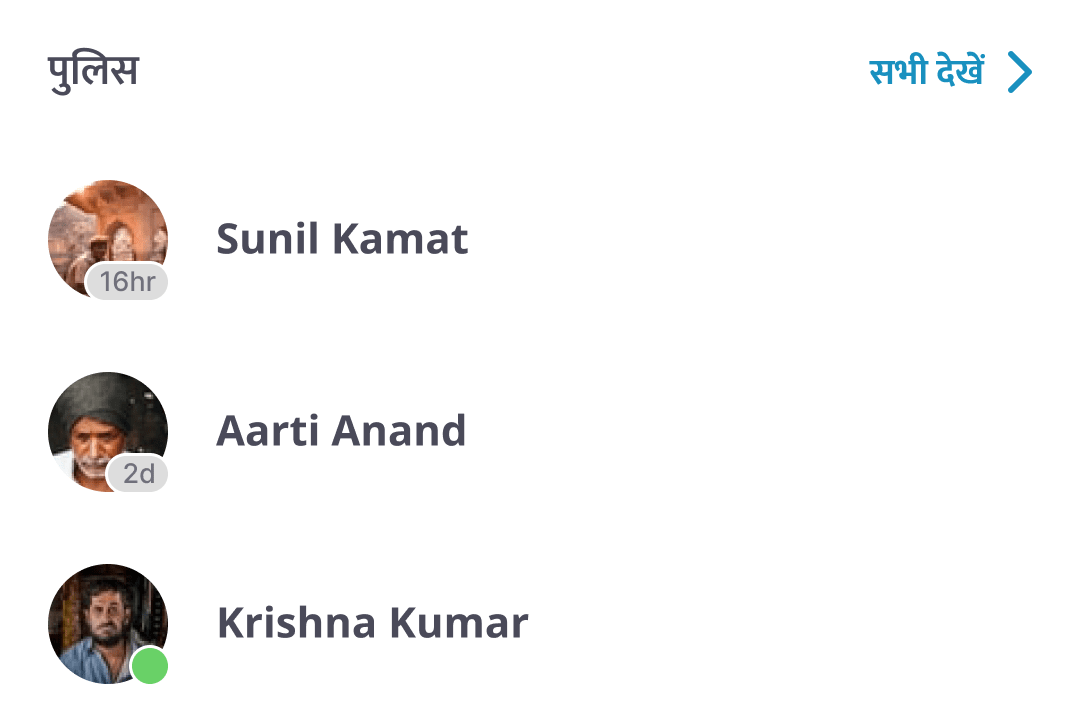 पुलिस
सभी देखें
Sunil Kamat
16hr
Aarti Anand
2d
Krishna Kumar